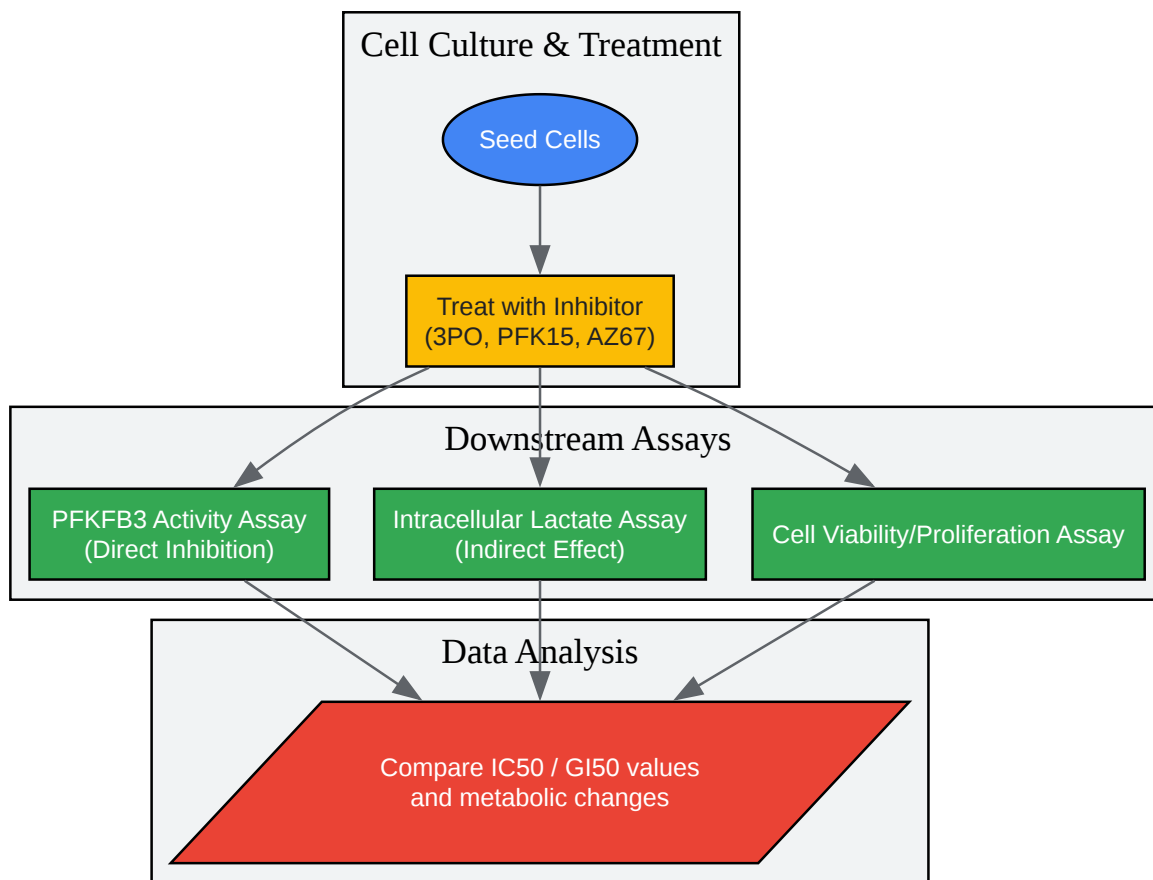 Cell Culture & Treatment
Seed Cells
Treat with Inhibitor
(3PO, PFK15, AZ67)
Downstream Assays
PFKFB3 Activity Assay
(Direct Inhibition)
Intracellular Lactate Assay
(Indirect Effect)
Cell Viability/Proliferation Assay
Data Analysis
Compare IC50 / GI50 values
and metabolic changes